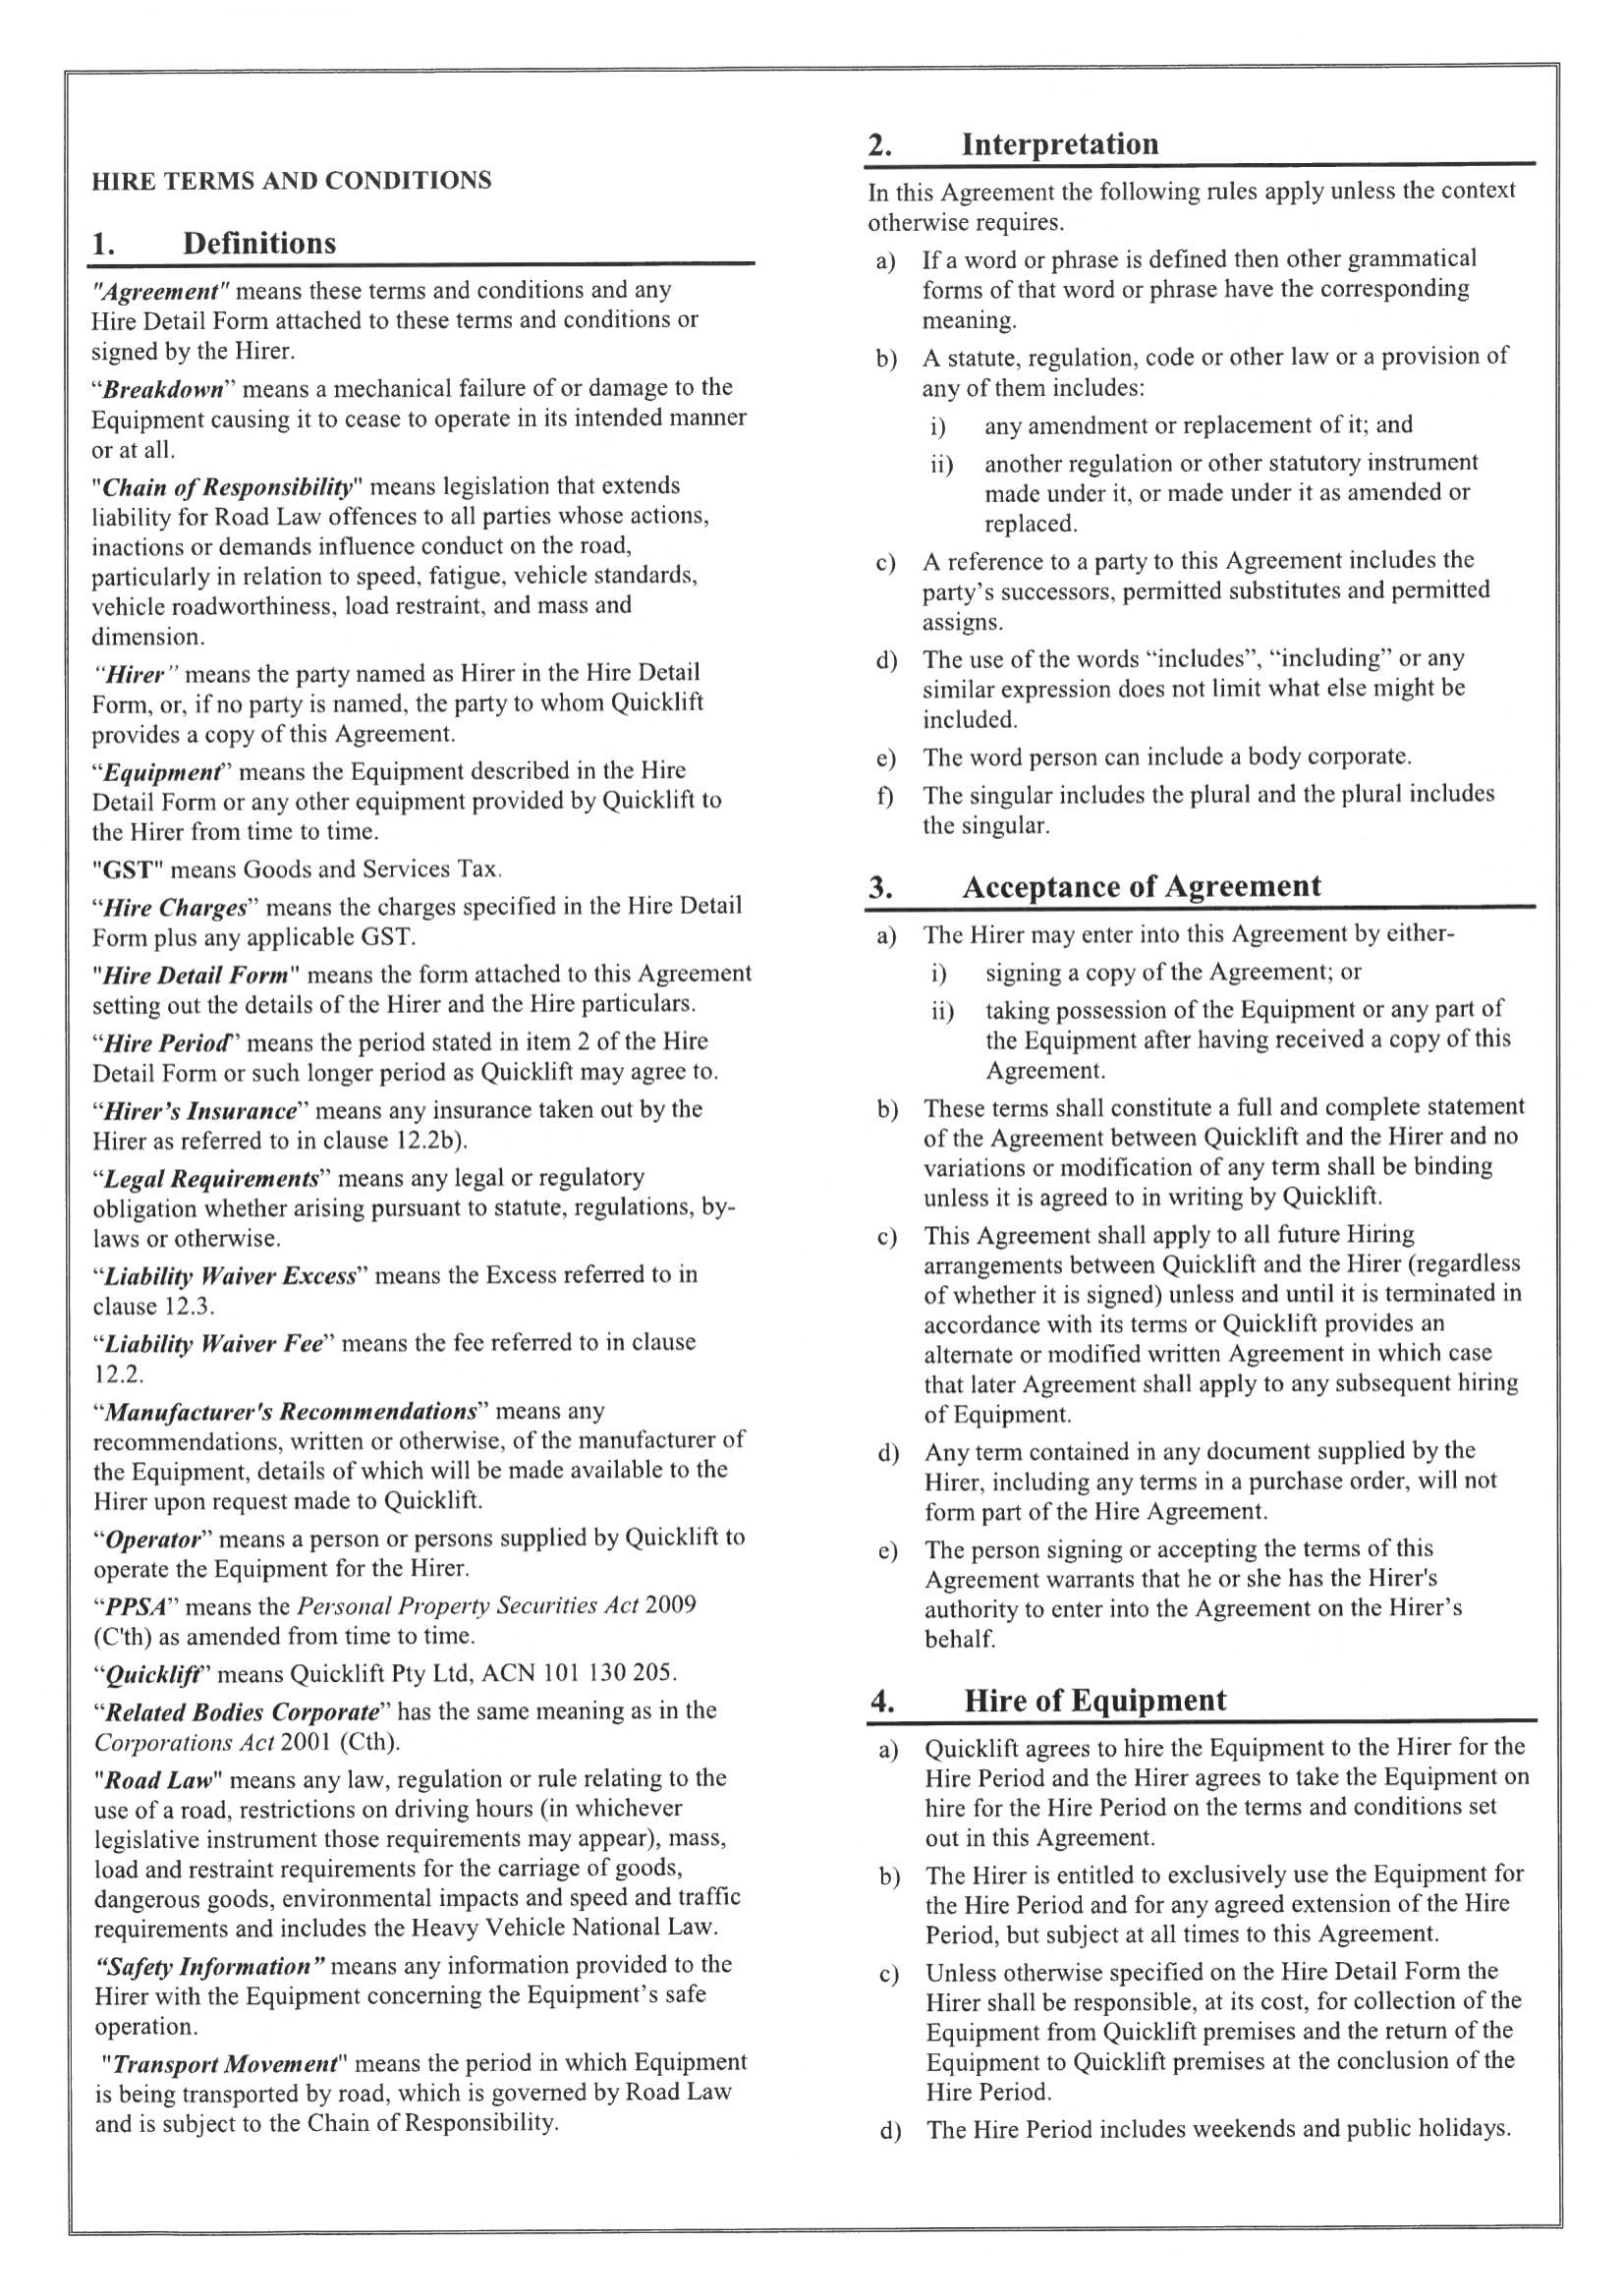 HIRE TERMS AND CONDITIONS
1. Definitions
"Agreement" means these terms and conditions and any
Hire Detail Form attached to these terms and conditions or
signed by the Hirer.
“Breakdown” means a mechanical failure of or damage to the
Equipment causing it to cease to operate in its intended manner
or at all.
"Chain of Responsibility" means legislation that extends
liability for Road Law offences to all parties whose actions,
inactions or demands influence conduct on the road,
particularly in relation to speed, fatigue, vehicle standards,
vehicle roadworthiness, load restraint, and mass and
dimension.
“Hirer” means the party named as Hirer in the Hire Detail
Form, or, if no party is named, the party to whom Quicklift
provides a copy of this Agreement.
“Equipment” means the Equipment described in the Hire
Detail Form or any other equipment provided by Quicklift to
the Hirer from time to time.
"GST" means Goods and Services Tax.
“Hire Charges” means the charges specified in the Hire Detail
Form plus any applicable GST.
"Hire Detail Form" means the form attached to this Agreement
setting out the details of the Hirer and the Hire particulars.
“Hire Period” means the period stated in item 2 of the Hire
Detail Form or such longer period as Quicklift may agree to.
“Hirer’s Insurance” means any insurance taken out by the
Hirer as referred to in clause 12.2b).
“Legal Requirements” means any legal or regulatory
obligation whether arising pursuant to statute, regulations, by-
laws or otherwise.
“Liability Waiver Excess” means the Excess referred to in
clause 12.3.
“Liability Waiver Fee” means the fee referred to in clause
12.2.
“Manufacturer's Recommendations” means any
recommendations, written or otherwise, of the manufacturer of
the Equipment, details of which will be made available to the
Hirer upon request made to Quicklift.
“Operator” means a person or persons supplied by Quicklift to
operate the Equipment for the Hirer.
“PPSA” means the Personal Property Securities Act 2009
(C'th) as amended from time to time.
“Quicklift” means Quicklift Pty Ltd, ACN 101 130 205.
“Related Bodies Corporate” has the same meaning as in the
Corporations Act 2001 (Cth).
"Road Law" means any law, regulation or rule relating to the
use of a road, restrictions on driving hours (in whichever
legislative instrument those requirements may appear), mass,
load and restraint requirements for the carriage of goods,
dangerous goods, environmental impacts and speed and traffic
requirements and includes the Heavy Vehicle National Law.
“Safety Information” means any information provided to the
Hirer with the Equipment concerning the Equipment’s safe
operation.
"Transport Movement" means the period in which Equipment
is being transported by road, which is governed by Road Law
and is subject to the Chain of Responsibility.
2. Interpretation
In this Agreement the following rules apply unless the context
otherwise requires.
a) If a word or phrase is defined then other grammatical
forms of that word or phrase have the corresponding
meaning.
b) A statute, regulation, code or other law or a provision of
any of them includes:
i) any amendment or replacement of it; and
ii) another regulation or other statutory instrument
made under it, or made under it as amended or
replaced.
c) A reference to a party to this Agreement includes the
party’s successors, permitted substitutes and permitted
assigns.
d) The use of the words “includes”, “including” or any
similar expression does not limit what else might be
included.
e) The word person can include a body corporate.
f) The singular includes the plural and the plural includes
the singular.
3. Acceptance of Agreement
a) The Hirer may enter into this Agreement by either-
i) signing a copy of the Agreement; or
ii) taking possession of the Equipment or any part of
the Equipment after having received a copy of this
Agreement.
b) These terms shall constitute a full and complete statement
of the Agreement between Quicklift and the Hirer and no
variations or modification of any term shall be binding
unless it is agreed to in writing by Quicklift.
c) This Agreement shall apply to all future Hiring
arrangements between Quicklift and the Hirer (regardless
of whether it is signed) unless and until it is terminated in
accordance with its terms or Quicklift provides an
alternate or modified written Agreement in which case
that later Agreement shall apply to any subsequent hiring
of Equipment.
d) Any term contained in any document supplied by the
Hirer, including any terms in a purchase order, will not
form part of the Hire Agreement.
e) The person signing or accepting the terms of this
Agreement warrants that he or she has the Hirer's
authority to enter into the Agreement on the Hirer’s
behalf.
4. Hire of Equipment
a) Quicklift agrees to hire the Equipment to the Hirer for the
Hire Period and the Hirer agrees to take the Equipment on
hire for the Hire Period on the terms and conditions set
out in this Agreement.
b) The Hirer is entitled to exclusively use the Equipment for
the Hire Period and for any agreed extension of the Hire
Period, but subject at all times to this Agreement.
c) Unless otherwise specified on the Hire Detail Form the
Hirer shall be responsible, at its cost, for collection of the
Equipment from Quicklift premises and the return of the
Equipment to Quicklift premises at the conclusion of the
Hire Period.
d) The Hire Period includes weekends and public holidays.